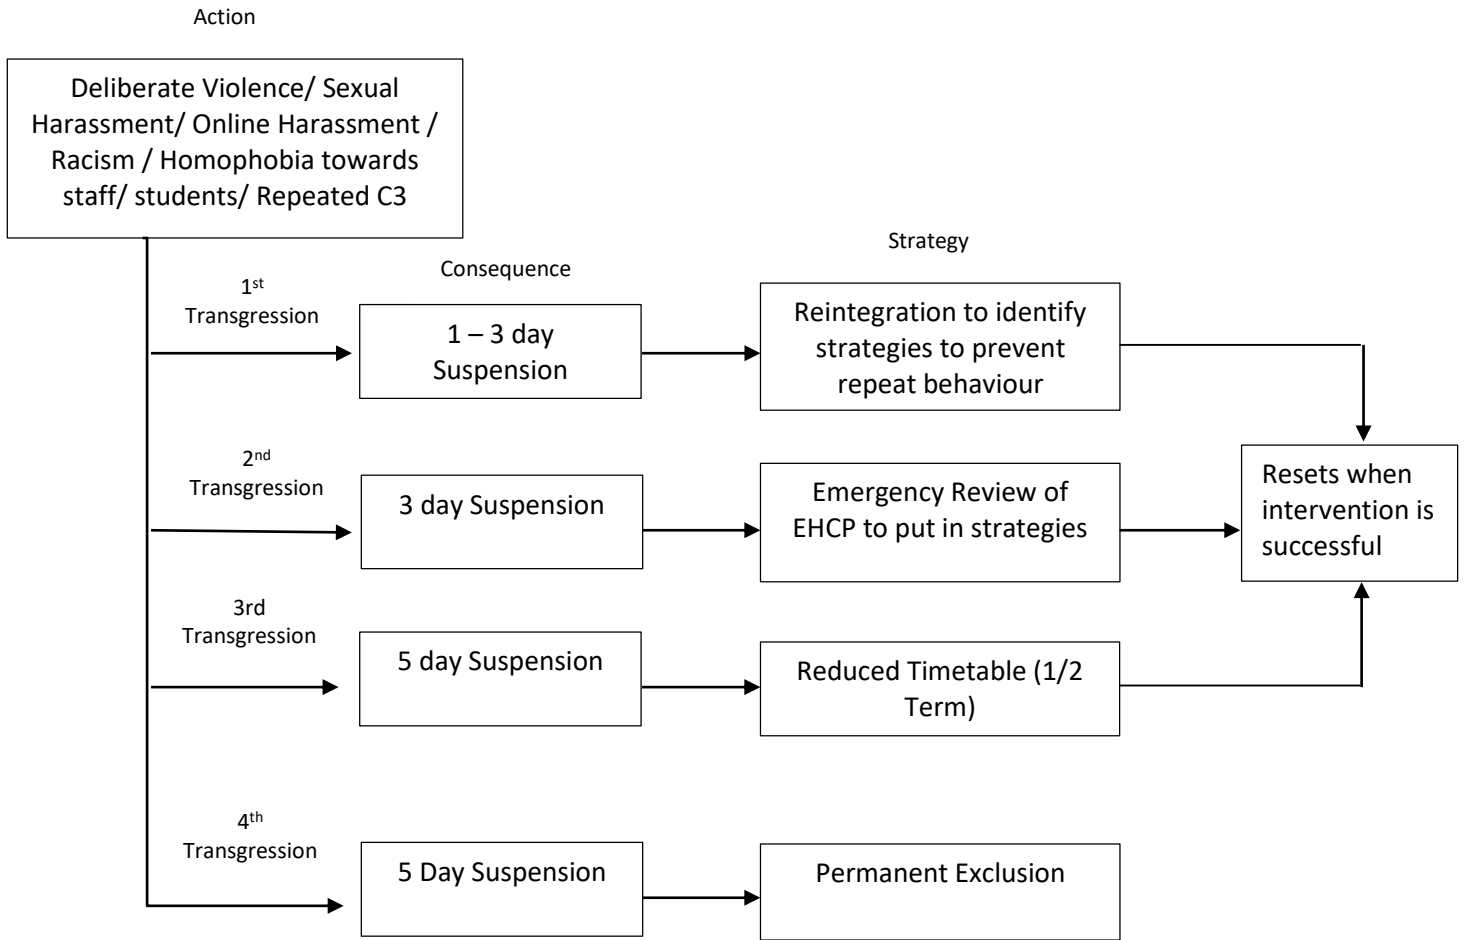 Action
Deliberate Violence/ Sexual
Harassment/ Online Harassment /
Racism / Homophobia towards
staff/ students/ Repeated C3
Strategy
Consequence
1st
Transgression
1 – 3 day
Suspension
Reintegration to identify
strategies to prevent
repeat behaviour
2nd
Transgression
3 day Suspension
Emergency Review of
EHCP to put in strategies
Resets when
intervention is
successful
3rd
Transgression
5 day Suspension
Reduced Timetable (1/2
Term)
4th
Transgression
5 Day Suspension
Permanent Exclusion